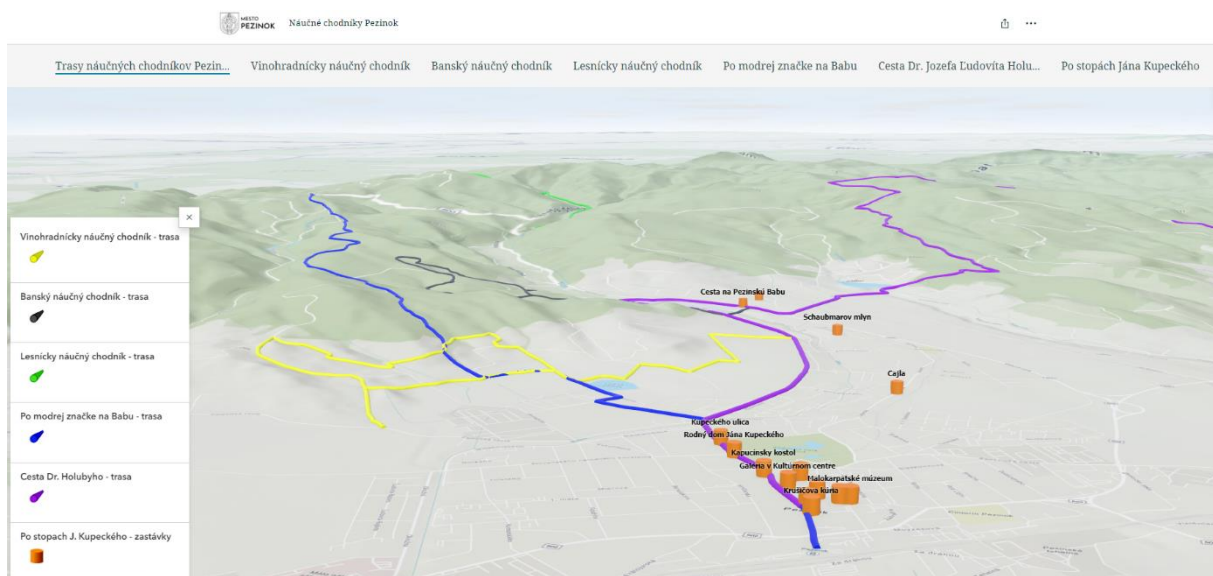 MESTO
PEZINOK
Náučné chodníky Pezinok
Trasy náučných chodníkov Pezin...
Vinohradnícky náučný chodník
Banský náučný chodník
Lesnícky náučný chodník
Po modrej značke na Babu
Cesta Dr. Jozefa Ľudovíta Holu...
Po stopách Jána Kupeckého
Vinohradnícky náučný chodník - trasa
Banský náučný chodník - trasa
Lesnícky náučný chodník - trasa
Po modrej značke na Babu - trasa
Cesta Dr. Holubyho - trasa
Po stopach J. Kupeckého - zastávky
Cesta na Pezinskú Babu
Schaubmarov mlyn
Cajla
Kupeckého ulica
Rodný dom Jána Kupeckého
Kapucínsky kostol
Galéria v Kultúrnom centre
Malokarpatské múzeum
Krušičova kúria